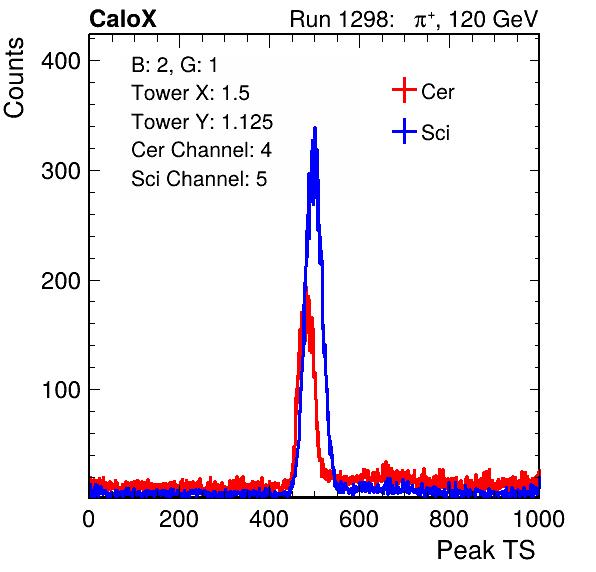 CaloX Run 1298: π⁺, 120 GeV
Counts
400
300
200
100
B: 2, G: 1
Tower X: 1.5
Tower Y: 1.125
Cer Channel: 4
Sci Channel: 5
Cer
Sci
0 200 400 600 800 1000
Peak TS